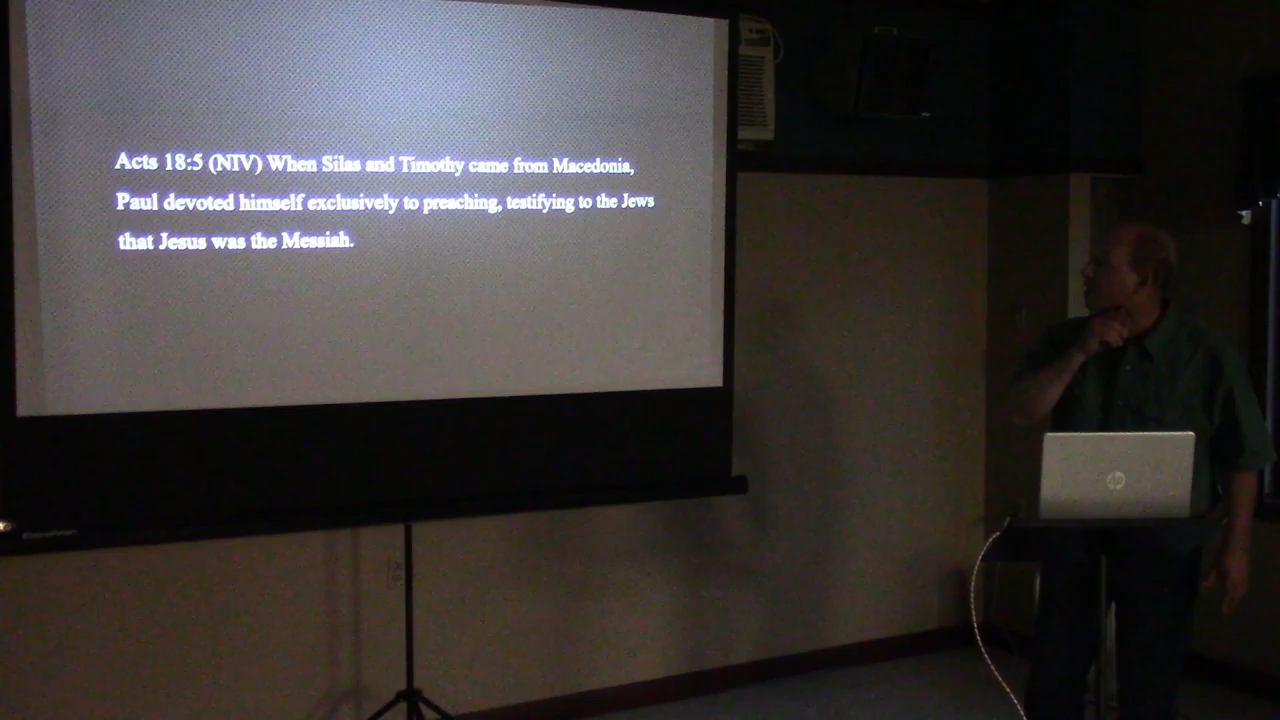 Acts 18:5 (NIV) When Silas and Timothy came from Macedonia,
Paul devoted himself exclusively to preaching, testifying to the Jews
that Jesus was the Messiah.
hp